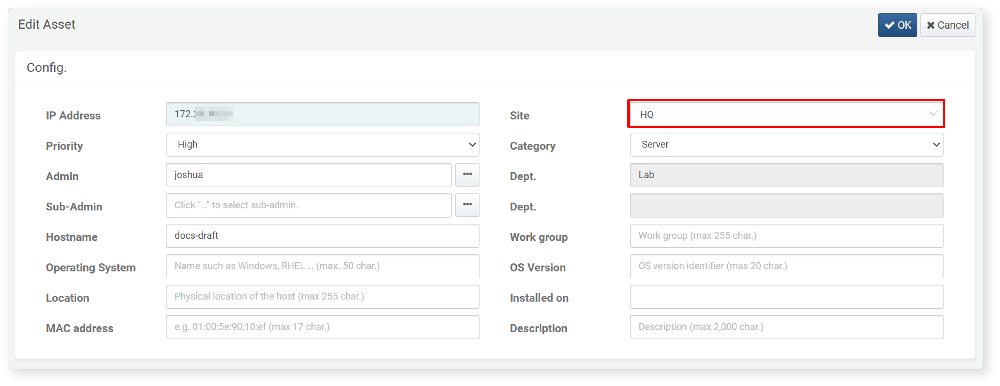 Edit Asset
OK Cancel
Config.
IP Address 172. Site HQ
Priority High Category Server
Admin joshua ... Dept. Lab
Sub-Admin Click "..." to select sub-admin. ... Dept.
Hostname docs-draft Work group Work group (max 255 char.)
Operating System Name such as Windows, RHEL ... (max. 50 char.) OS Version OS version identifier (max 20 char.)
Location Physical location of the host (max 255 char.) Installed on
MAC address e.g. 01:00:5e:90:10:ef (max 17 char.) Description Description (max 2,000 char.)